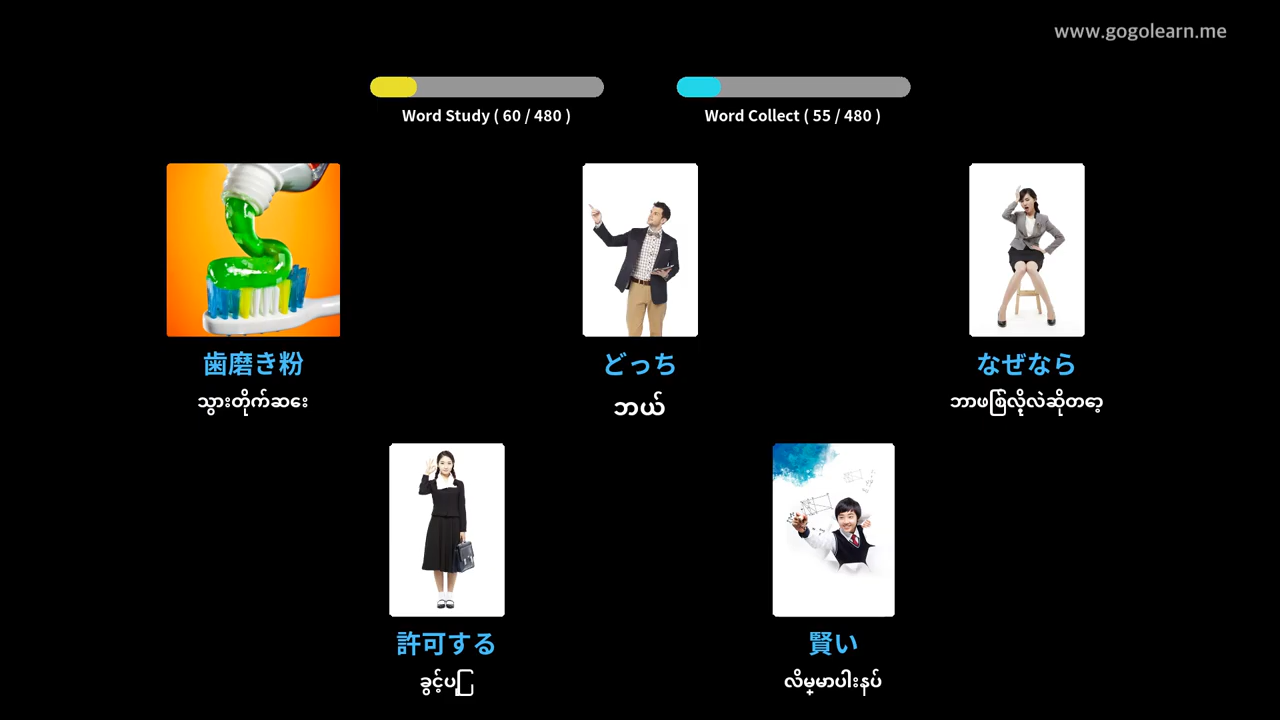 www.gogolearn.me
Word Study ( 60 / 480 )
Word Collect ( 55 / 480 )
歯磨き粉
どっち
なぜなら
သွားတိုက်ဆေး
ဘယ်
ဘာဖြစ်လို့လဲဆိုတော့
許可する
賢い
ခွင့်ပြု
လိမ္မာပါးနပ်